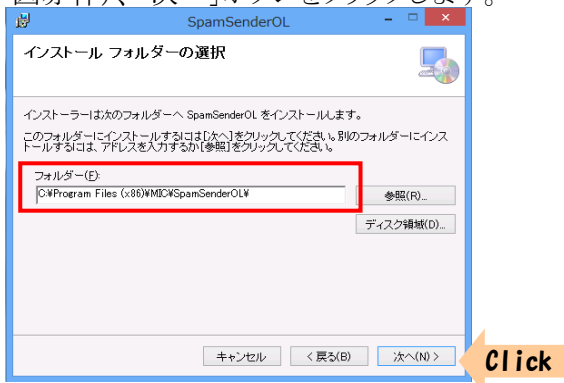 SpamSenderOL
インストール フォルダーの選択
インストーラーは次のフォルダーへ SpamSenderOL をインストールします。
このフォルダーにインストールするには[次へ]をクリックしてください。別のフォルダーにインス
トールするには、アドレスを入力するか[参照]をクリックしてください。
フォルダー(F):
C:¥Program Files (x86)¥MIC¥SpamSenderOL¥
参照(R)...
ディスク領域(D)...
キャンセル
< 戻る(B)
次へ(N) >
Click